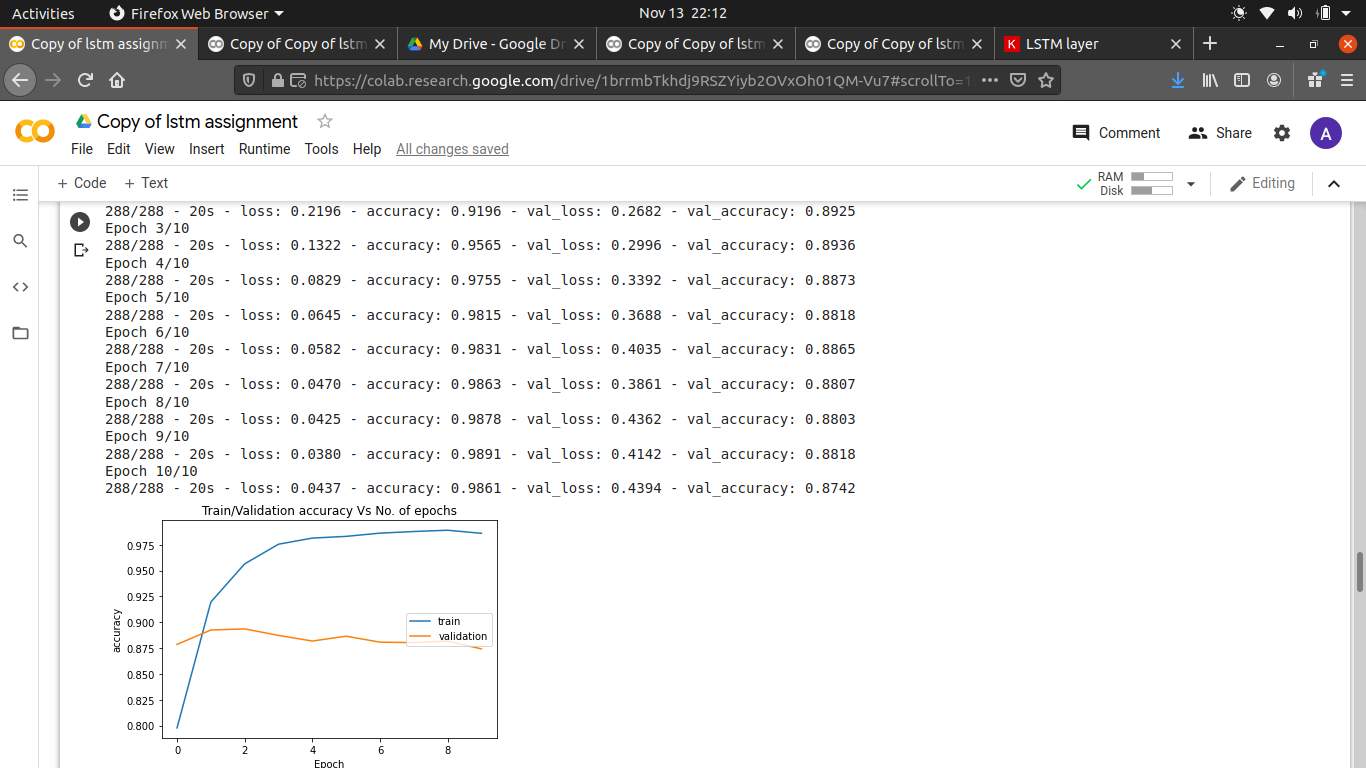 Activities Firefox Web Browser Nov 13 22:12
Copy of lstm assignm Copy of Copy of lstm My Drive - Google Dr Copy of Copy of lstm Copy of Copy of lstm K LSTM layer
https://colab.research.google.com/drive/1brrmbTkhdj9RSZYiyb2OVxOh01QM-Vu7#scrollTo=1
Copy of lstm assignment
Comment Share A
File Edit View Insert Runtime Tools Help All changes saved
+ Code + Text RAM Disk Editing
288/288 - 20s - loss: 0.2196 - accuracy: 0.9196 - val_loss: 0.2682 - val_accuracy: 0.8925
Epoch 3/10
288/288 - 20s - loss: 0.1322 - accuracy: 0.9565 - val_loss: 0.2996 - val_accuracy: 0.8936
Epoch 4/10
288/288 - 20s - loss: 0.0829 - accuracy: 0.9755 - val_loss: 0.3392 - val_accuracy: 0.8873
Epoch 5/10
288/288 - 20s - loss: 0.0645 - accuracy: 0.9815 - val_loss: 0.3688 - val_accuracy: 0.8818
Epoch 6/10
288/288 - 20s - loss: 0.0582 - accuracy: 0.9831 - val_loss: 0.4035 - val_accuracy: 0.8865
Epoch 7/10
288/288 - 20s - loss: 0.0470 - accuracy: 0.9863 - val_loss: 0.3861 - val_accuracy: 0.8807
Epoch 8/10
288/288 - 20s - loss: 0.0425 - accuracy: 0.9878 - val_loss: 0.4362 - val_accuracy: 0.8803
Epoch 9/10
288/288 - 20s - loss: 0.0380 - accuracy: 0.9891 - val_loss: 0.4142 - val_accuracy: 0.8818
Epoch 10/10
288/288 - 20s - loss: 0.0437 - accuracy: 0.9861 - val_loss: 0.4394 - val_accuracy: 0.8742
Train/Validation accuracy Vs No. of epochs
0.975
0.950
0.925
0.900
0.875
0.850
0.825
0.800
accuracy
train
validation
0 2 4 6 8
Epoch